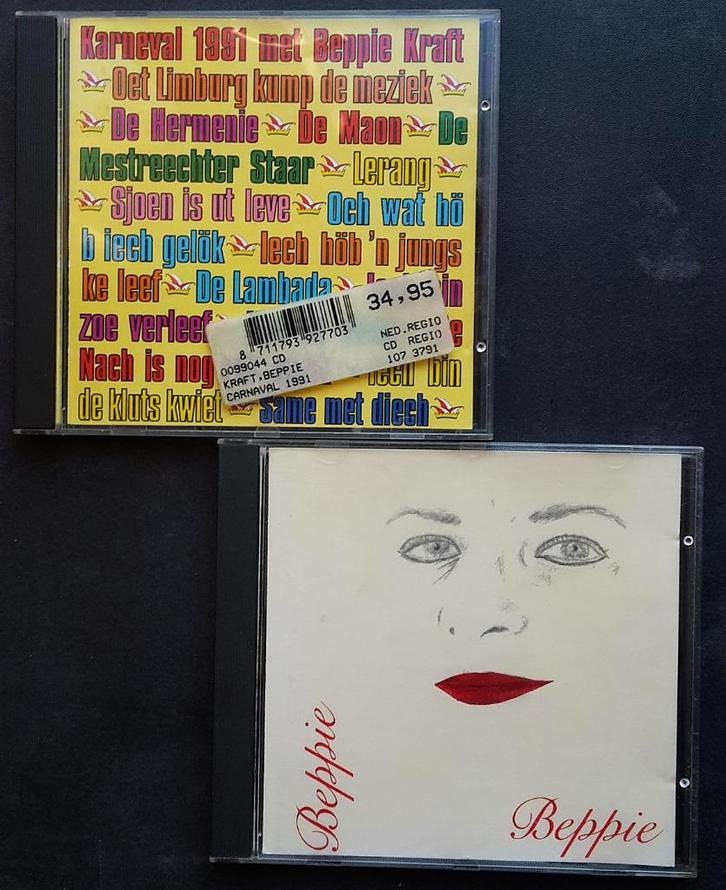 Karneval 1991 met Beppie Kraft
Oet Limburg kump de meziek
De Hermenie De Maon De
Mestreechter Staar Lerang
Sjoen is ut leve Och wat hö
b iech gelök Iech höb 'n jungs
ke leef De Lambada in
zoe verleef e
Nach is nog Iech bin
de kluts kwiet Same met diech
34,95
8 711793 927703
NED.REGIO
0099044 CD
CD REGIO
KRAFT,BEPPIE
107 3791
CARNAVAL 1991
Beppie
Beppie